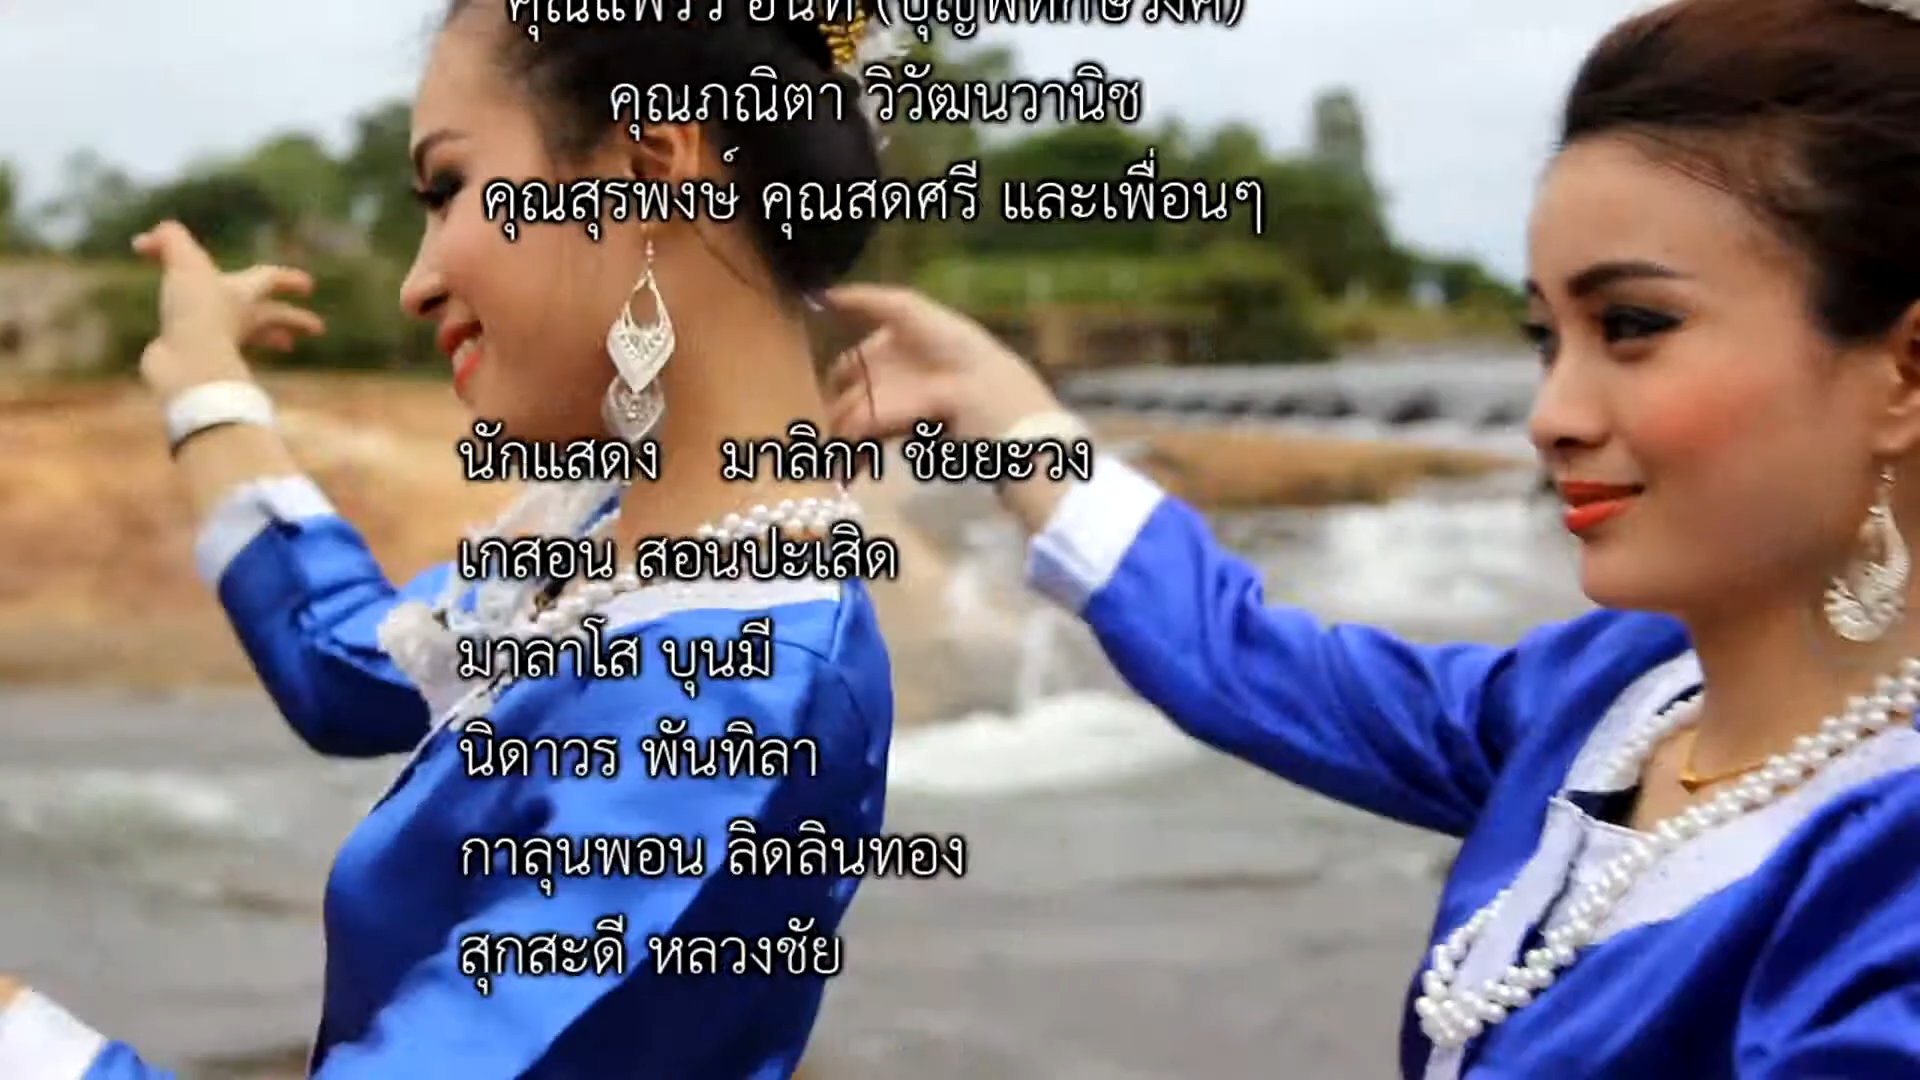 คุณภณิตา วิวัฒนวานิช
คุณสุรพงษ์ คุณสดศรี และเพื่อนๆ
นักแสดง มาลิกา ชัยยะวง
เกสอน สอนปะเสิด
มาลาโส บุนมี
นิดาวร พันทิลา
กาลุนพอน ลิดลินทอง
สุกสะดี หลวงชัย